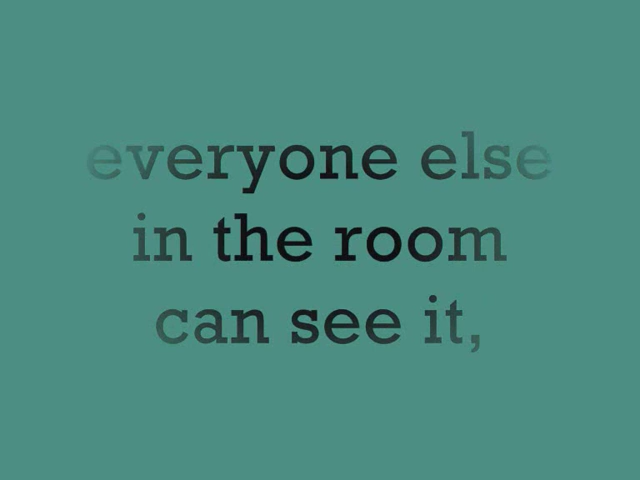 everyone else
in the room
can see it,